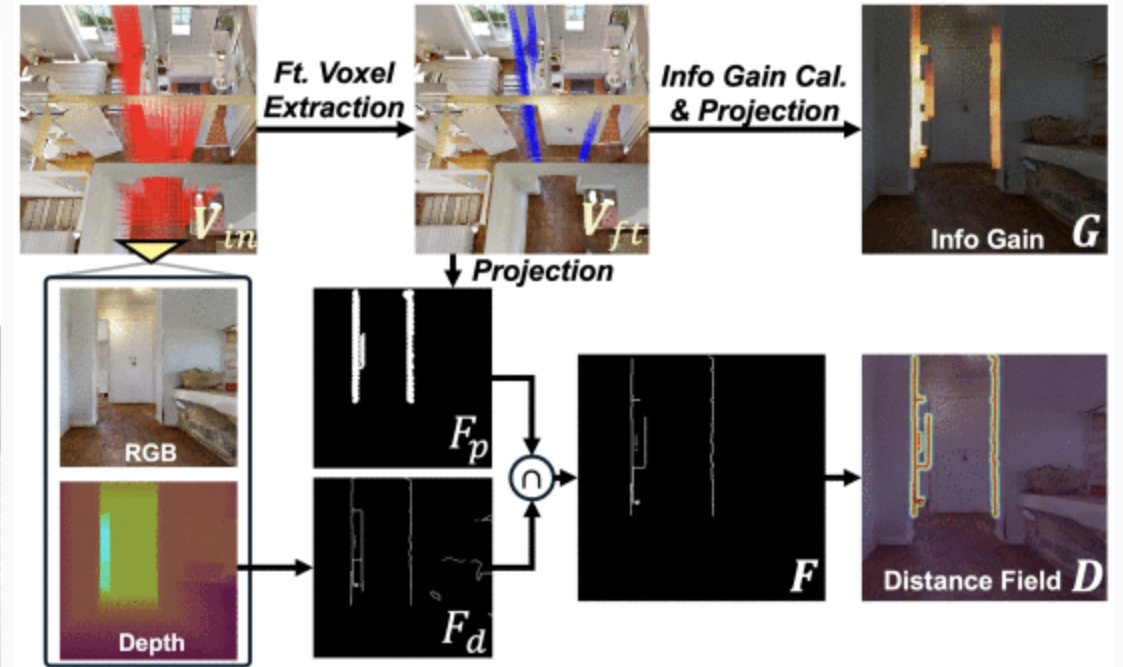 Ft. Voxel
Extraction
Info Gain Cal.
& Projection
V_in
V_ft
Info Gain G
Projection
RGB
Depth
F_p
F_d
∩
F
Distance Field D